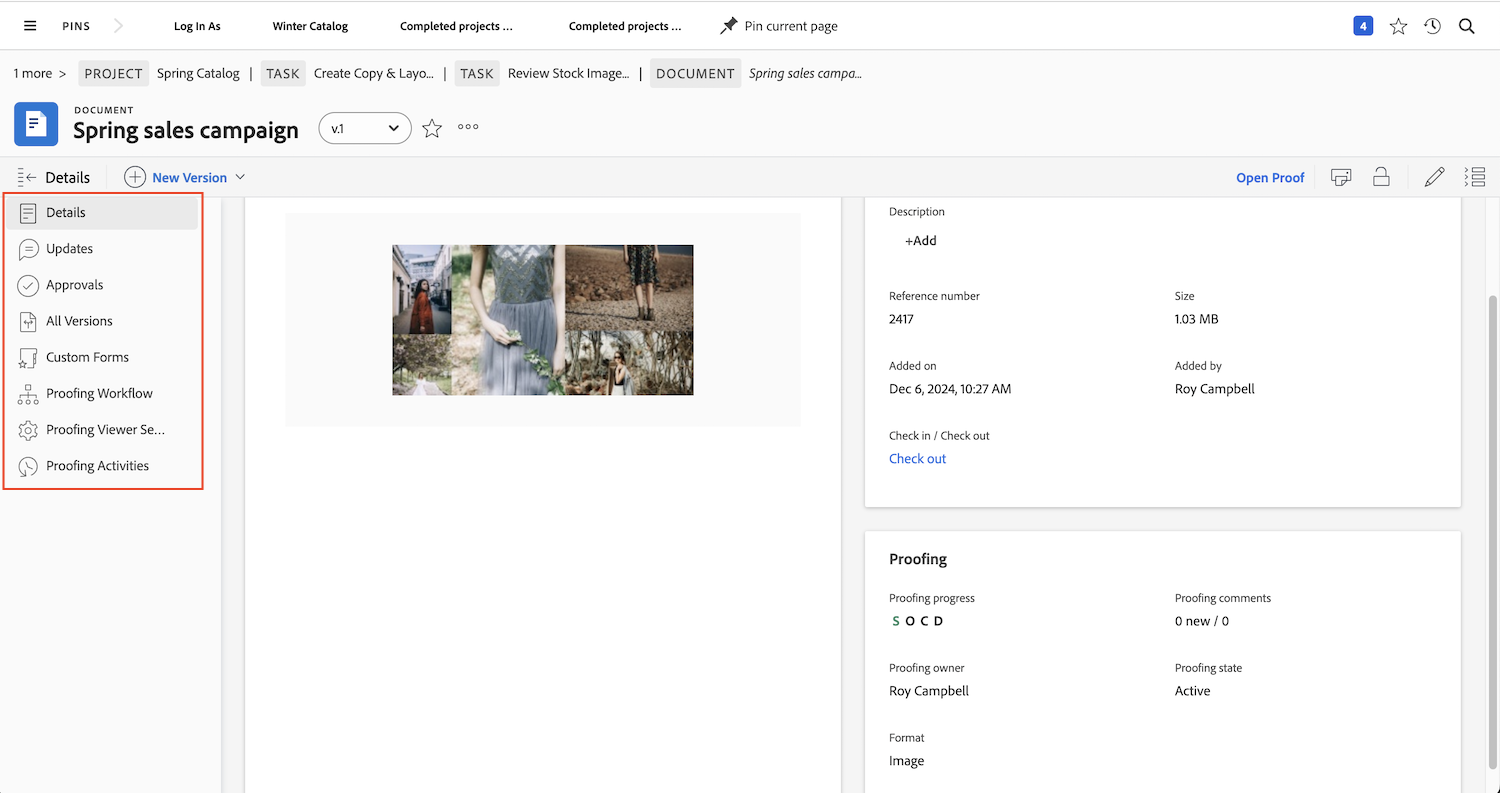 PINS Log In As Winter Catalog Completed projects ... Completed projects ... Pin current page 4
1 more > PROJECT Spring Catalog | TASK Create Copy & Layo... | TASK Review Stock Image... | DOCUMENT Spring sales campa...
DOCUMENT
Spring sales campaign v.1
Details New Version Open Proof
Details
Updates
Approvals
All Versions
Custom Forms
Proofing Workflow
Proofing Viewer Se...
Proofing Activities
Description
+Add
Reference number Size
2417 1.03 MB
Added on Added by
Dec 6, 2024, 10:27 AM Roy Campbell
Check in / Check out
Check out
Proofing
Proofing progress Proofing comments
S O C D 0 new / 0
Proofing owner Proofing state
Roy Campbell Active
Format
Image